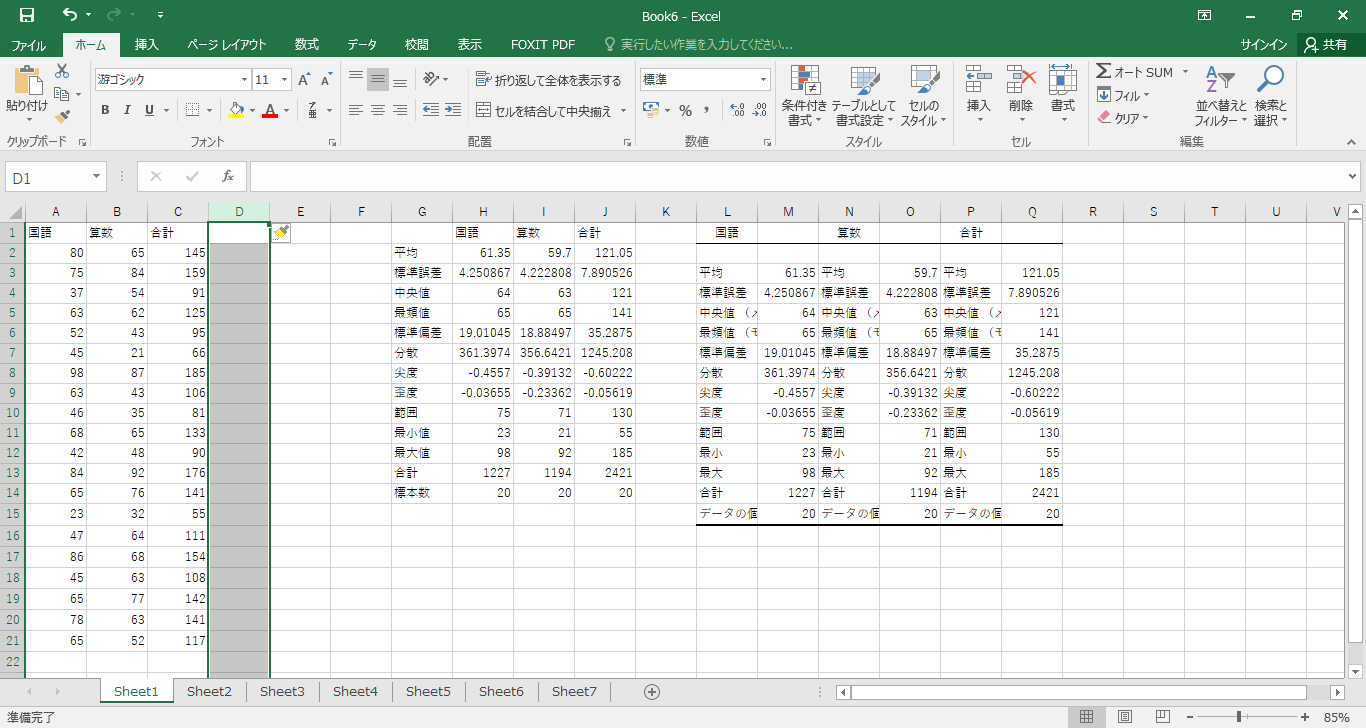 Book6 - Excel
ファイル ホーム 挿入 ページ レイアウト 数式 データ 校閲 表示 FOXIT PDF 実行したい作業を入力してください... サインイン 共有
貼り付け 游ゴシック 11 折り返して全体を表示する 標準 条件付き 書式 テーブルとして 書式設定 セルの スタイル 挿入 削除 書式 Σ オート SUM 並べ替えと フィルター 検索と 選択
B I U セルを結合して中央揃え % , フィル
クリア
クリップボード フォント 配置 数値 スタイル セル 編集
D1 fx
A B C D E F G H I J K L M N O P Q R S T U V
1 国語 算数 合計 国語 算数 合計 国語 算数 合計
2 80 65 145 平均 61.35 59.7 121.05
3 75 84 159 標準誤差 4.250867 4.222808 7.890526 平均 61.35 平均 59.7 平均 121.05
4 37 54 91 中央値 64 63 121 標準誤差 4.250867 標準誤差 4.222808 標準誤差 7.890526
5 63 62 125 最頻値 65 65 141 中央値 （メ 64 中央値 （メ 63 中央値 （メ 121
6 52 43 95 標準偏差 19.01045 18.88497 35.2875 最頻値 （モ 65 最頻値 （モ 65 最頻値 （モ 141
7 45 21 66 分散 361.3974 356.6421 1245.208 標準偏差 19.01045 標準偏差 18.88497 標準偏差 35.2875
8 98 87 185 尖度 -0.4557 -0.39132 -0.60222 分散 361.3974 分散 356.6421 分散 1245.208
9 63 43 106 歪度 -0.03655 -0.23362 -0.05619 尖度 -0.4557 尖度 -0.39132 尖度 -0.60222
10 46 35 81 範囲 75 71 130 歪度 -0.03655 歪度 -0.23362 歪度 -0.05619
11 68 65 133 最小値 23 21 55 範囲 75 範囲 71 範囲 130
12 42 48 90 最大値 98 92 185 最小 23 最小 21 最小 55
13 84 92 176 合計 1227 1194 2421 最大 98 最大 92 最大 185
14 65 76 141 標本数 20 20 20 合計 1227 合計 1194 合計 2421
15 23 32 55 データの個 20 データの個 20 データの個 20
16 47 64 111
17 86 68 154
18 45 63 108
19 65 77 142
20 78 63 141
21 65 52 117
22
Sheet1 Sheet2 Sheet3 Sheet4 Sheet5 Sheet6 Sheet7
準備完了 85%